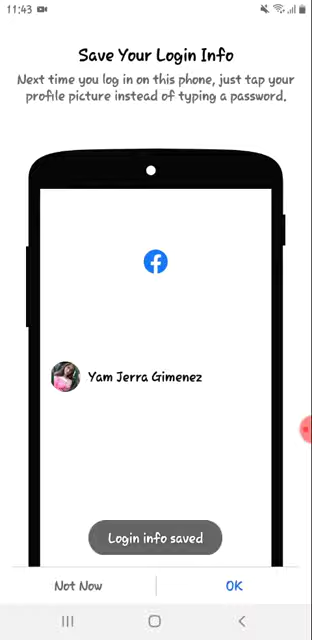 11:43
Save Your Login Info
Next time you log in on this phone, just tap your
profile picture instead of typing a password.
Yam Jerra Gimenez
Login info saved
Not Now
OK